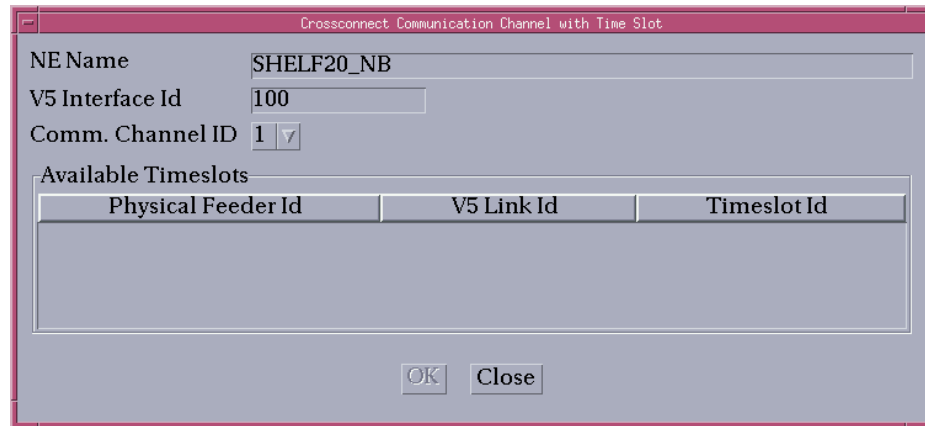 Crossconnect Communication Channel with Time Slot
NE Name SHELF20_NB
V5 Interface Id 100
Comm. Channel ID 1
Available Timeslots
Physical Feeder Id V5 Link Id Timeslot Id
OK Close